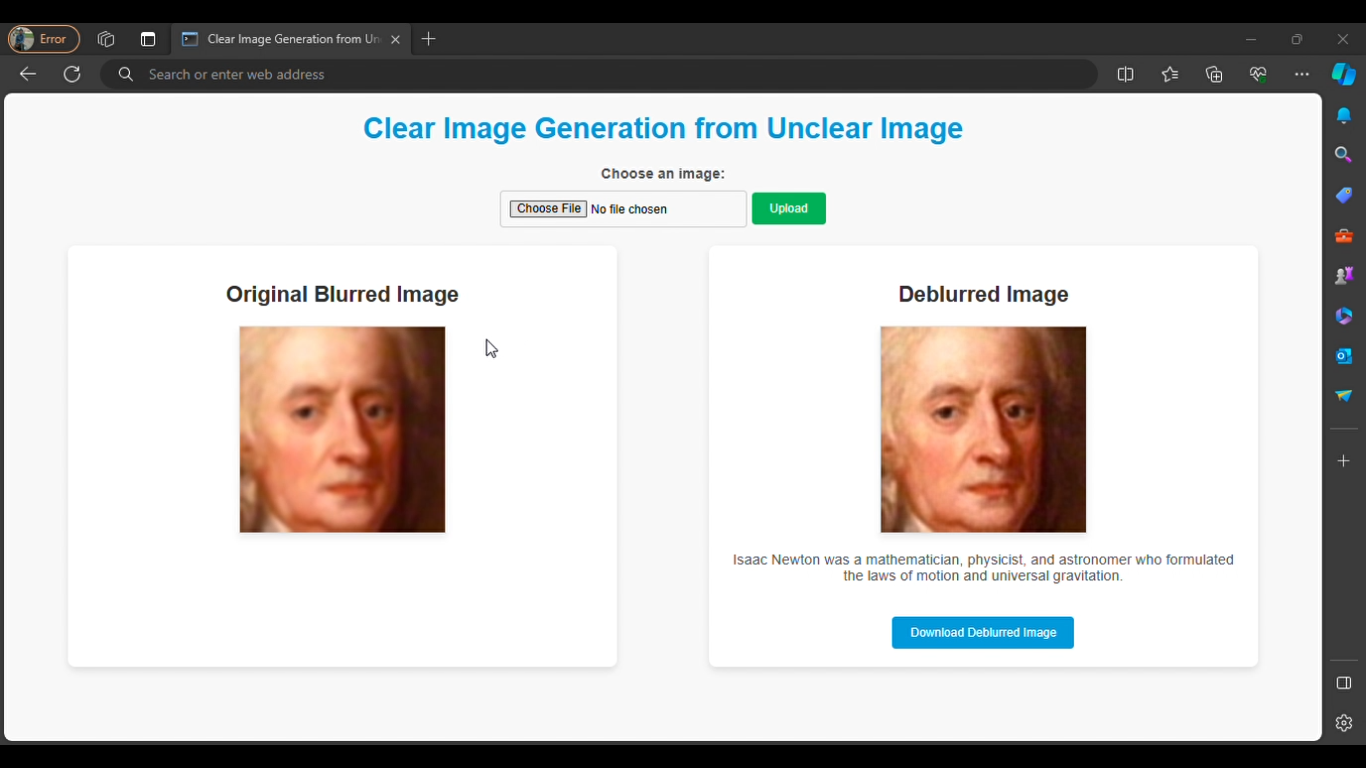 Error
Clear Image Generation from Un
Search or enter web address
Clear Image Generation from Unclear Image
Choose an image:
Choose File No file chosen
Upload
Original Blurred Image
Deblurred Image
Isaac Newton was a mathematician, physicist, and astronomer who formulated
the laws of motion and universal gravitation.
Download Deblurred Image